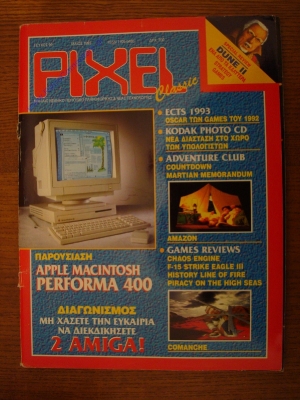 PIXEL
Classic
DUNE II
• ECTS 1993
OSCAR ΤΩΝ GAMES ΤΟΥ 1992
• KODAK PHOTO CD
ΝΕΑ ΔΙΑΣΤΑΣΗ ΣΤΟ ΧΩΡΟ
ΤΩΝ ΥΠΟΛΟΓΙΣΤΩΝ
• ADVENTURE CLUB
COUNTDOWN
MARTIAN MEMORANDUM
AMAZON
• GAMES REVIEWS
CHAOS ENGINE
F-15 STRIKE EAGLE III
HISTORY LINE OF FIRE
PIRACY ON THE HIGH SEAS
COMANCHE
ΠΑΡΟΥΣΙΑΣΗ
APPLE MACINTOSH
PERFORMA 400
ΔΙΑΓΩΝΙΣΜΟΣ
ΜΗ ΧΑΣΕΤΕ ΤΗΝ ΕΥΚΑΙΡΙΑ
ΝΑ ΔΙΕΚΔΙΚΗΣΕΤΕ
2 AMIGA!